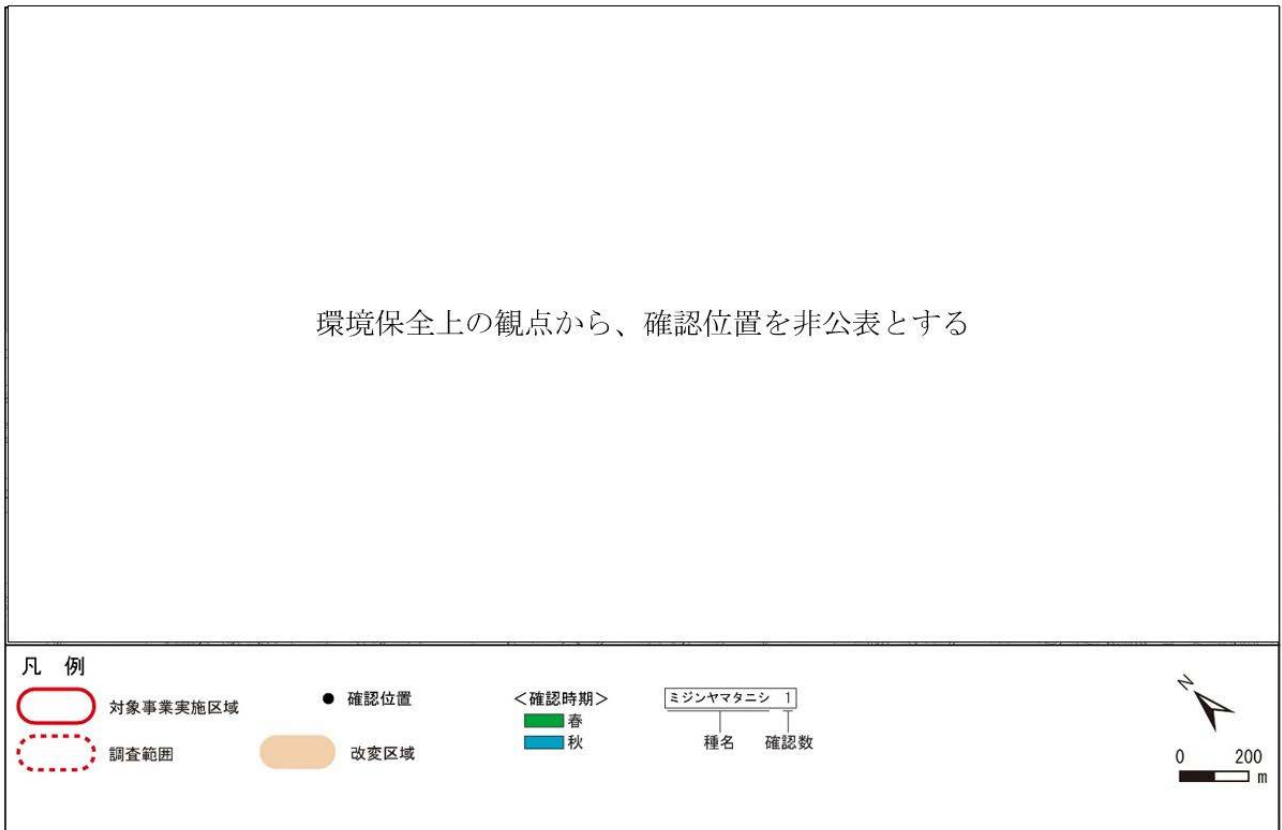 環境保全上の観点から、確認位置を非公表とする
凡 例
対象事業実施区域
調査範囲
確認位置
改変区域
<確認時期>
春
秋
ミジンヤマタニシ 1
種名 確認数
N
0 200
m